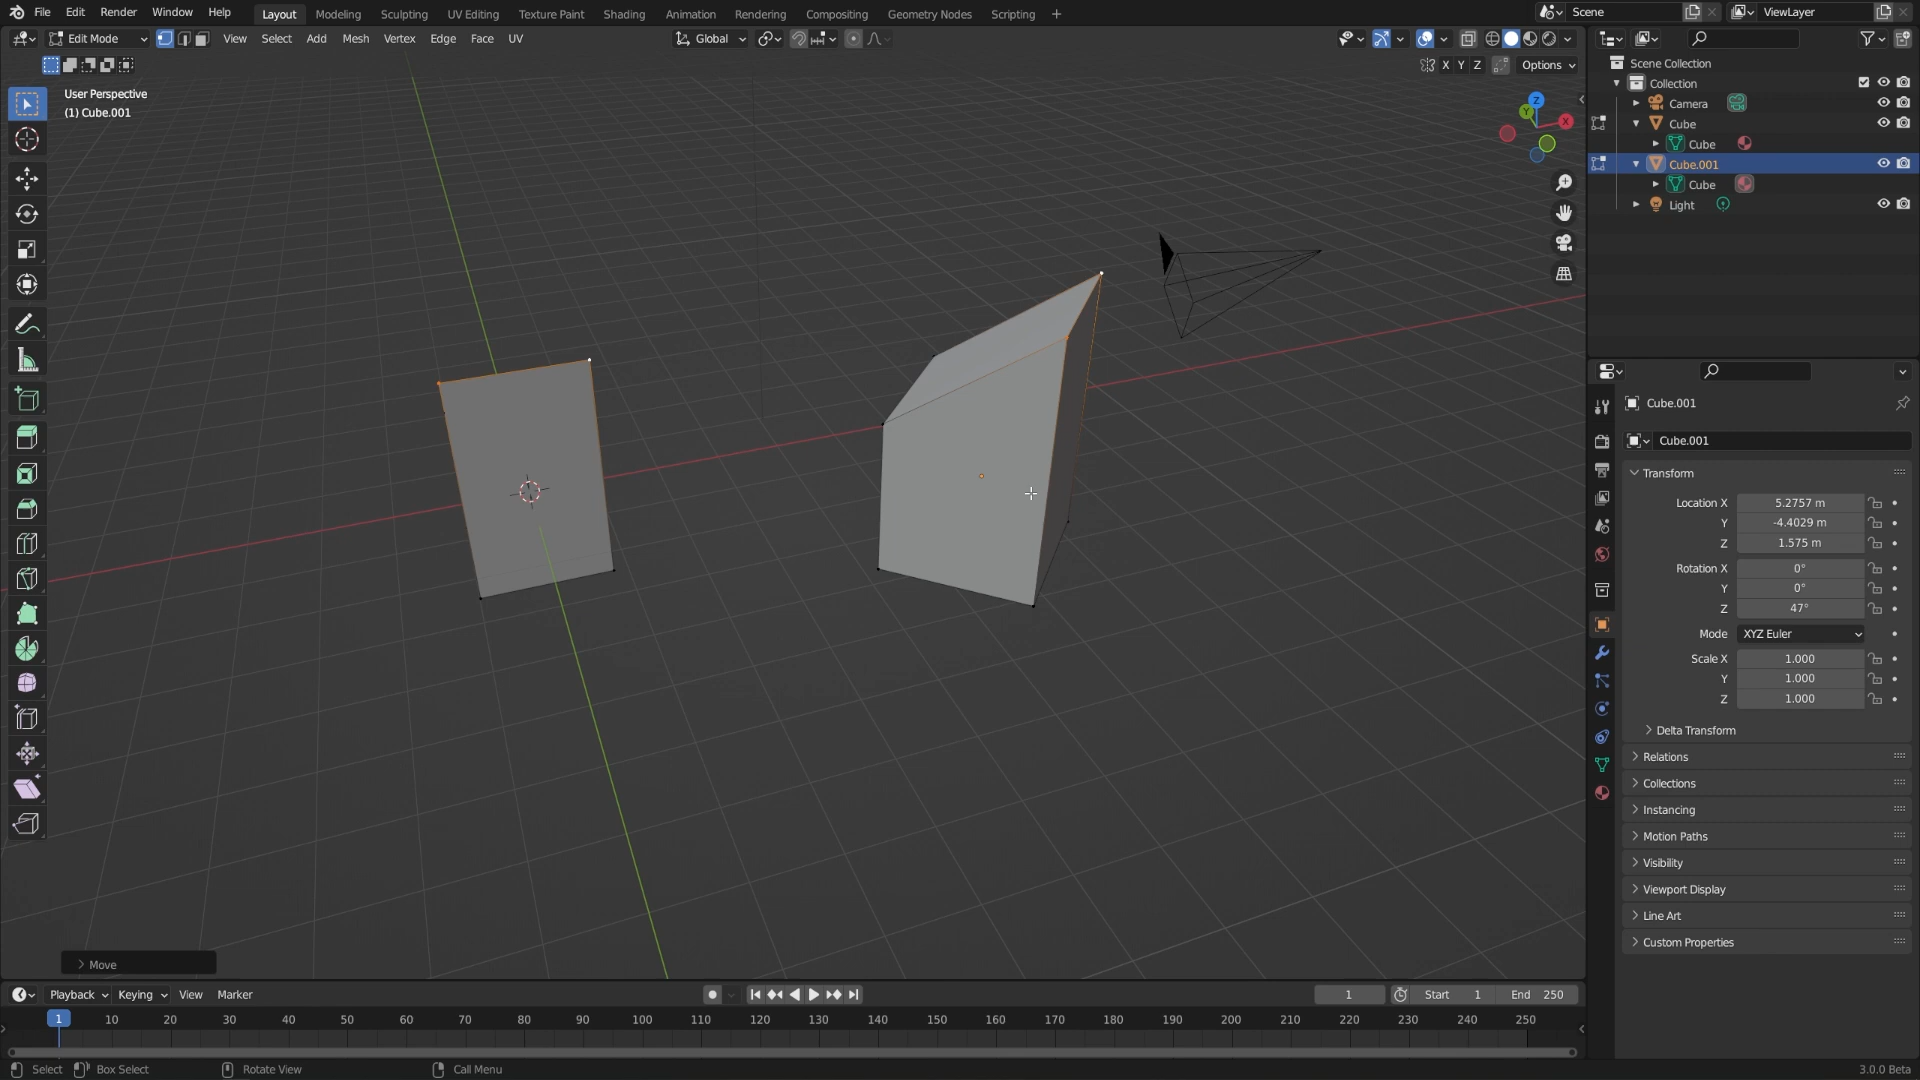 File Edit Render Window Help Layout Modeling Sculpting UV Editing Texture Paint Shading Animation Rendering Compositing Geometry Nodes Scripting + Scene ViewLayer
Edit Mode View Select Add Mesh Vertex Edge Face UV Global
X Y Z Options
User Perspective
(1) Cube.001
Z
Y
X
Scene Collection
Collection
Camera
Cube
Cube
Cube.001
Cube
Light
Cube.001
Cube.001
Transform
Location X 5.2757 m
Y -4.4029 m
Z 1.575 m
Rotation X 0°
Y 0°
Z 47°
Mode XYZ Euler
Scale X 1.000
Y 1.000
Z 1.000
Delta Transform
Relations
Collections
Instancing
Motion Paths
Visibility
Viewport Display
Line Art
Custom Properties
Move
Playback Keying View Marker 1 Start 1 End 250
1 10 20 30 40 50 60 70 80 90 100 110 120 130 140 150 160 170 180 190 200 210 220 230 240 250
Select Box Select Rotate View Call Menu 3.0.0 Beta